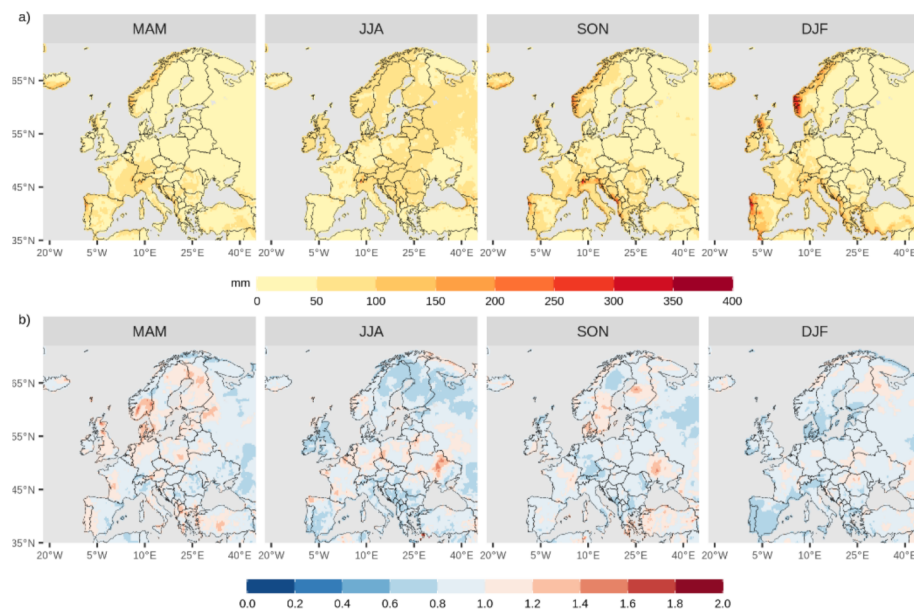 a)
MAM JJA SON DJF
55°N
55°N
45°N
35°N
20°W 5°W 10°E 25°E 40°E 20°W 5°W 10°E 25°E 40°E 20°W 5°W 10°E 25°E 40°E 20°W 5°W 10°E 25°E 40°E
mm
0 50 100 150 200 250 300 350 400
b)
MAM JJA SON DJF
55°N
55°N
45°N
35°N
20°W 5°W 10°E 25°E 40°E 20°W 5°W 10°E 25°E 40°E 20°W 5°W 10°E 25°E 40°E 20°W 5°W 10°E 25°E 40°E
0.0 0.2 0.4 0.6 0.8 1.0 1.2 1.4 1.6 1.8 2.0